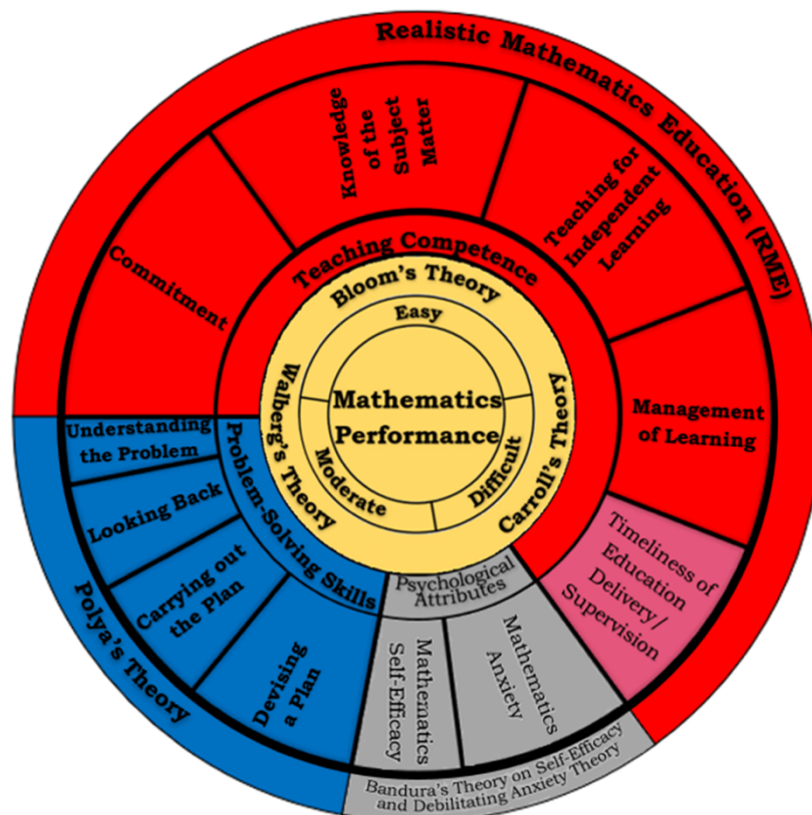 Realistic Mathematics Education (RME)
Knowledge
of the
Subject
Matter
Teaching for
Independent
Learning
Commitment
Teaching Competence
Bloom's Theory
Easy
Walberg's Theory
Carroll's Theory
Mathematics
Performance
Moderate
Difficult
Management
of Learning
Understanding
the Problem
Problem-Solving Skills
Looking Back
Carrying out
the Plan
Devising
a Plan
Polya's Theory
Psychological
Attributes
Mathematics
Self-Efficacy
Mathematics
Anxiety
Timeliness of
Education
Delivery/
Supervision
Bandura's Theory on Self-Efficacy
and Debilitating Anxiety Theory